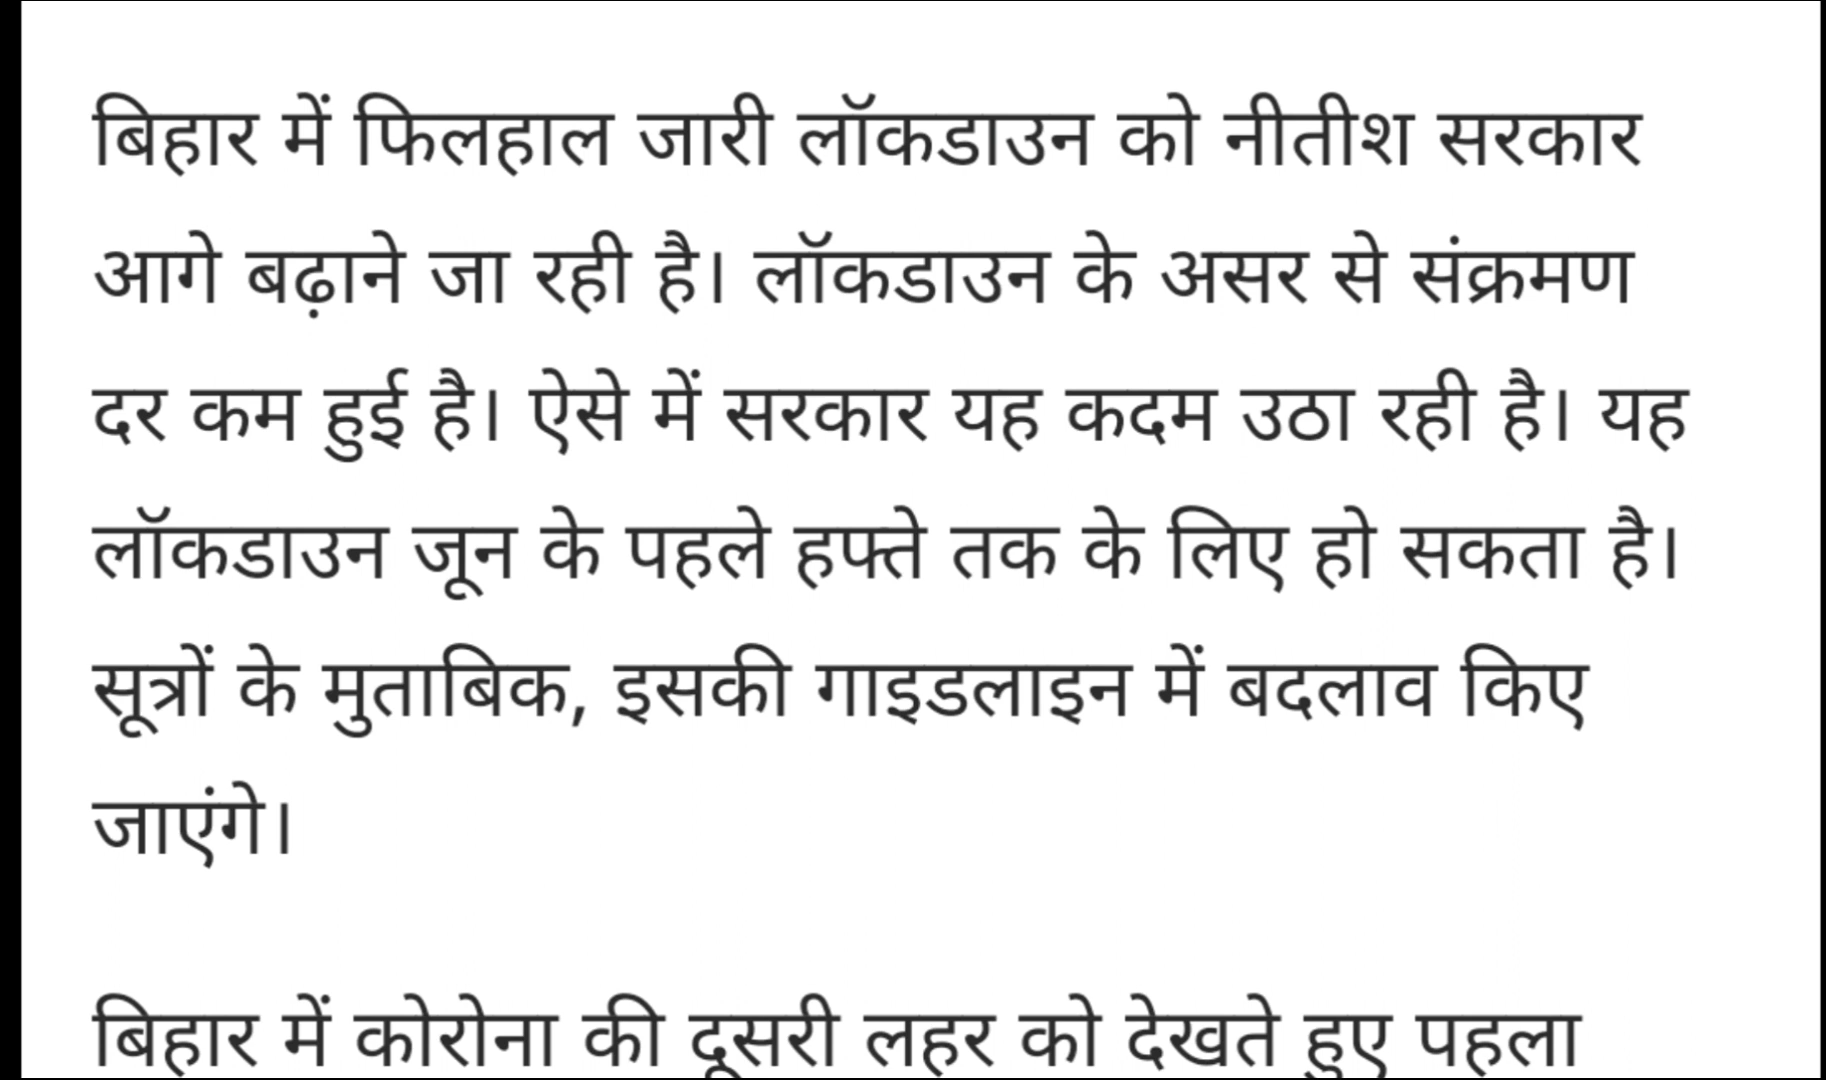 बिहार में फिलहाल जारी लॉकडाउन को नीतीश सरकार
आगे बढ़ाने जा रही है। लॉकडाउन के असर से संक्रमण
दर कम हुई है। ऐसे में सरकार यह कदम उठा रही है। यह
लॉकडाउन जून के पहले हफ्ते तक के लिए हो सकता है।
सूत्रों के मुताबिक, इसकी गाइडलाइन में बदलाव किए
जाएंगे।
बिहार में कोरोना की दूसरी लहर को देखते हुए पहला